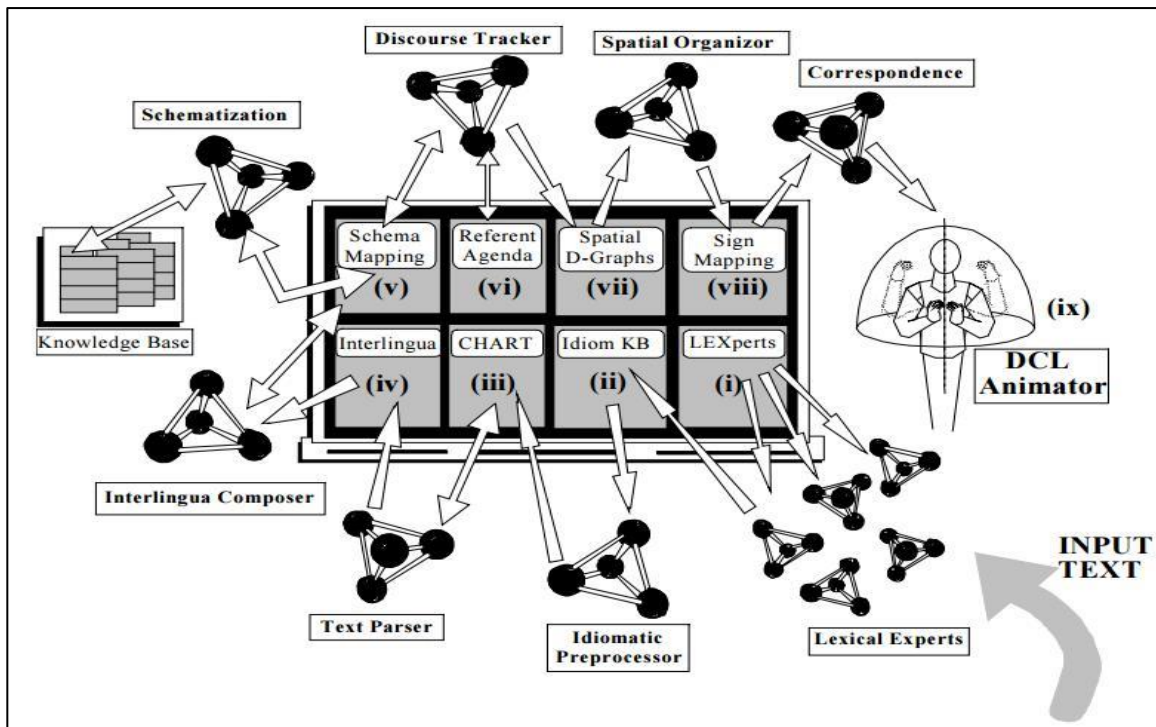 Discourse Tracker
Spatial Organizor
Correspondence
Schematization
Schema
Mapping
(v)
Referent
Agenda
(vi)
Spatial
D-Graphs
(vii)
Sign
Mapping
(viii)
(ix)
Knowledge Base
Interlingua
(iv)
CHART
(iii)
Idiom KB
(ii)
LEXperts
(i)
DCL
Animator
Interlingua Composer
INPUT
TEXT
Text Parser
Idiomatic
Preprocessor
Lexical Experts